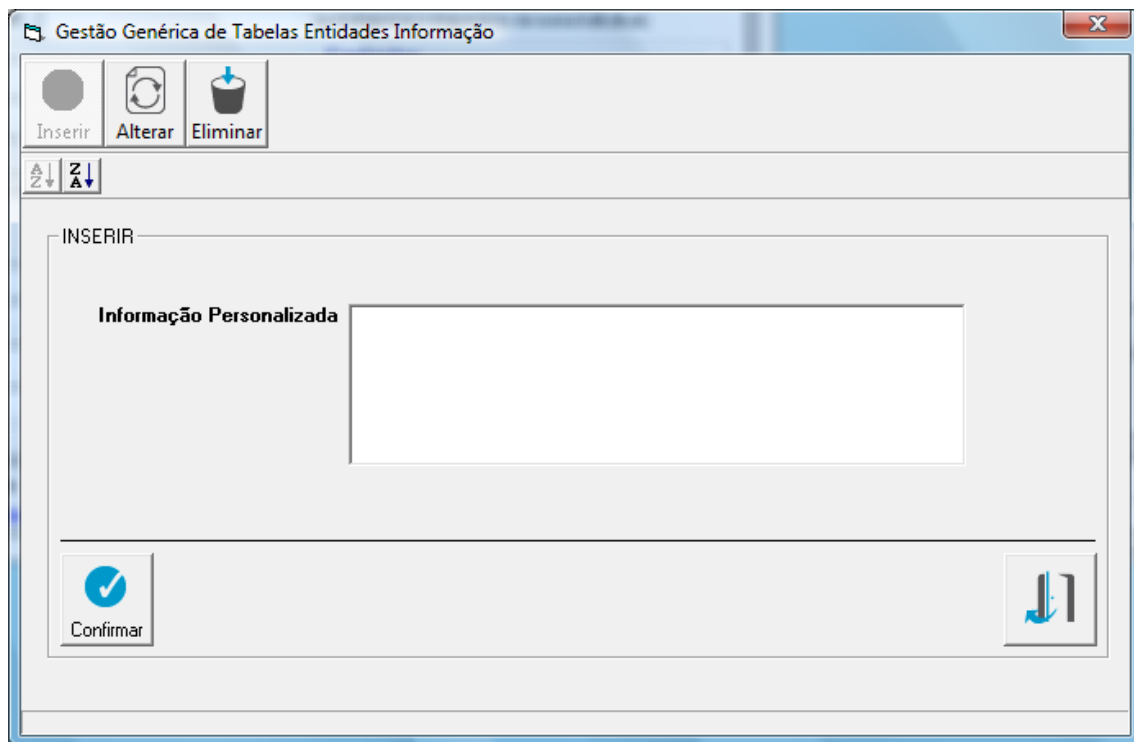 Gestão Genérica de Tabelas Entidades Informação
Inserir Alterar Eliminar
A Z Z A
INSERIR
Informação Personalizada
Confirmar